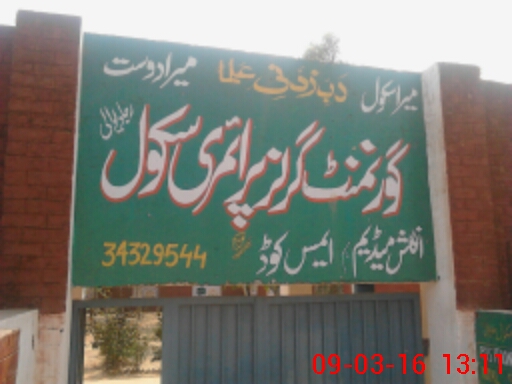 میرا سکول رَبِّ زِدْنِي عِلْمًا میرا دوست
گورنمنٹ گرلز پرائمری سکول
انگلش میڈیم ایمس کوڈ 34329544
09-03-16 13:11